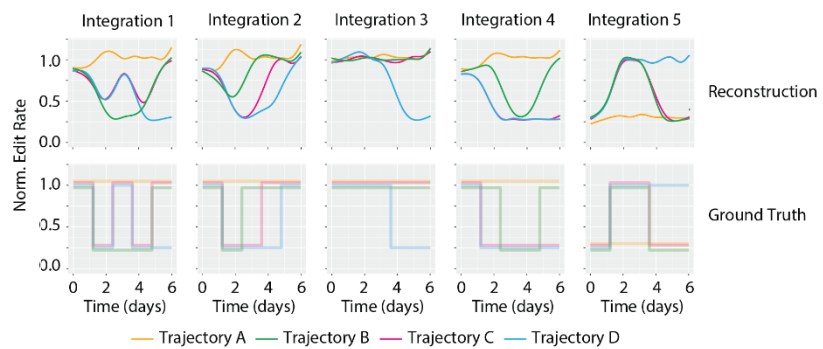 Integration 1 Integration 2 Integration 3 Integration 4 Integration 5
Norm. Edit Rate
1.0
0.5
0.0
Reconstruction
1.0
0.5
0.0
Ground Truth
0 2 4 6 0 2 4 6 0 2 4 6 0 2 4 6 0 2 4 6
Time (days) Time (days) Time (days) Time (days) Time (days)
Trajectory A Trajectory B Trajectory C Trajectory D